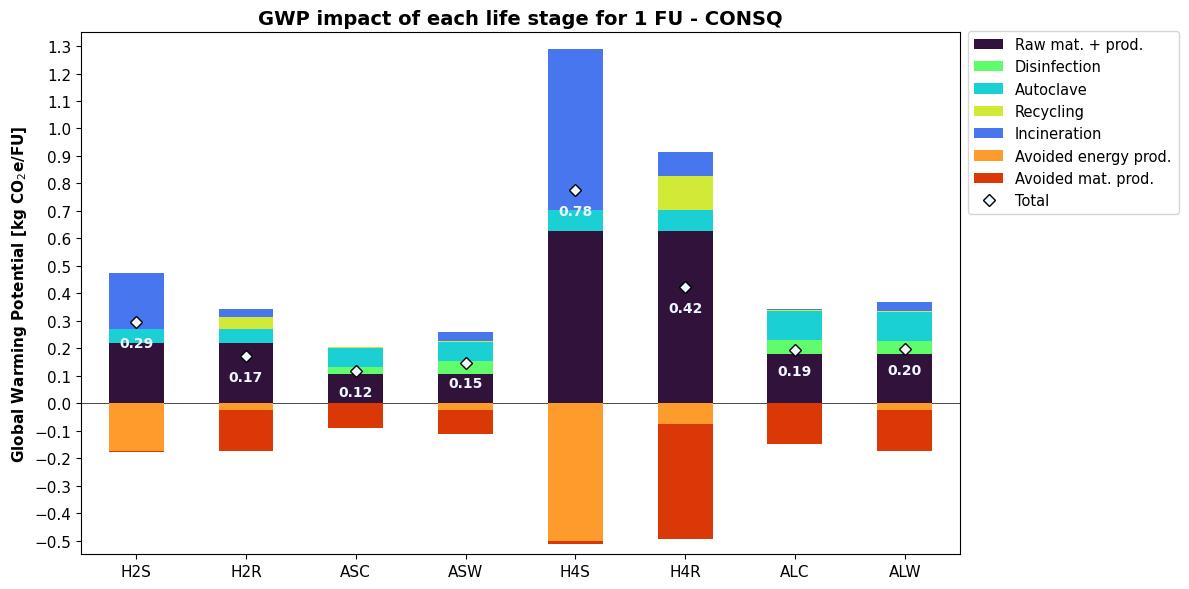 GWP impact of each life stage for 1 FU - CONSQ
Global Warming Potential [kg CO₂e/FU]
1.3
1.2
1.1
1.0
0.9
0.8
0.7
0.6
0.5
0.4
0.3
0.2
0.1
0.0
−0.1
−0.2
−0.3
−0.4
−0.5
0.29
0.17
0.12
0.15
0.78
0.42
0.19
0.20
H2S
H2R
ASC
ASW
H4S
H4R
ALC
ALW
Raw mat. + prod.
Disinfection
Autoclave
Recycling
Incineration
Avoided energy prod.
Avoided mat. prod.
Total